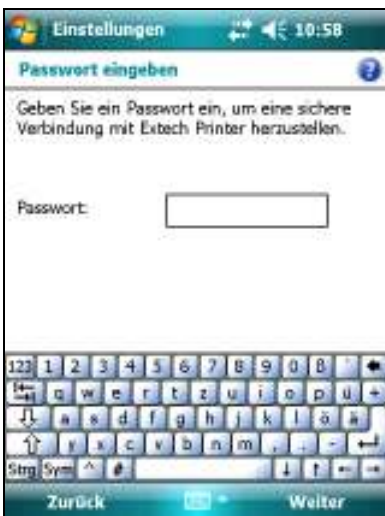 Einstellungen 10:58
Passwort eingeben
Geben Sie ein Passwort ein, um eine sichere
Verbindung mit Extech Printer herzustellen.
Passwort:
123 1 2 3 4 5 6 7 8 9 0 ß ´
q w e r t z u i o p ü +
a s d f g h j k l ö ä
y x c v b n m , . -
Strg Sym ^ #
Zurück Weiter